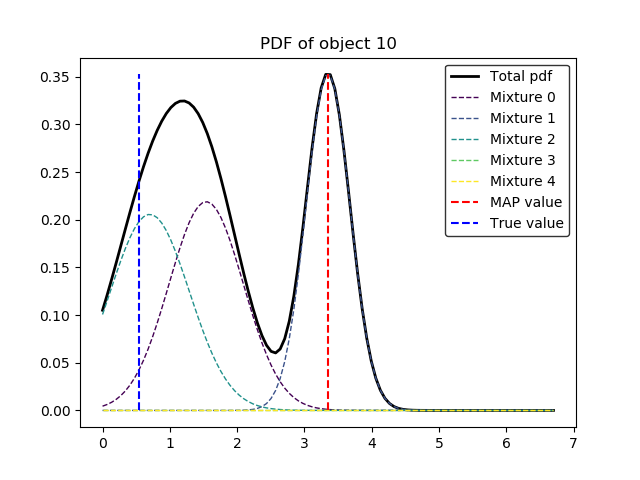 PDF of object 10
0.35
0.30
0.25
0.20
0.15
0.10
0.05
0.00
Total pdf
Mixture 0
Mixture 1
Mixture 2
Mixture 3
Mixture 4
MAP value
True value
0 1 2 3 4 5 6 7